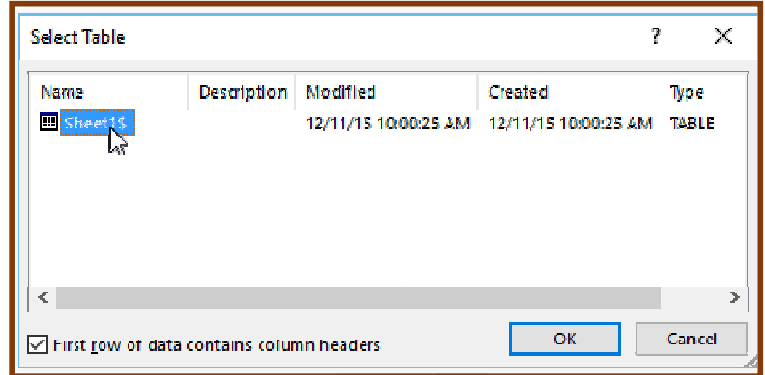 Select Table ? ×
Name Description Modified Created Type
Sheet1$ 12/11/15 10:00:25 AM 12/11/15 10:00:25 AM TABLE
First row of data contains column headers OK Cancel